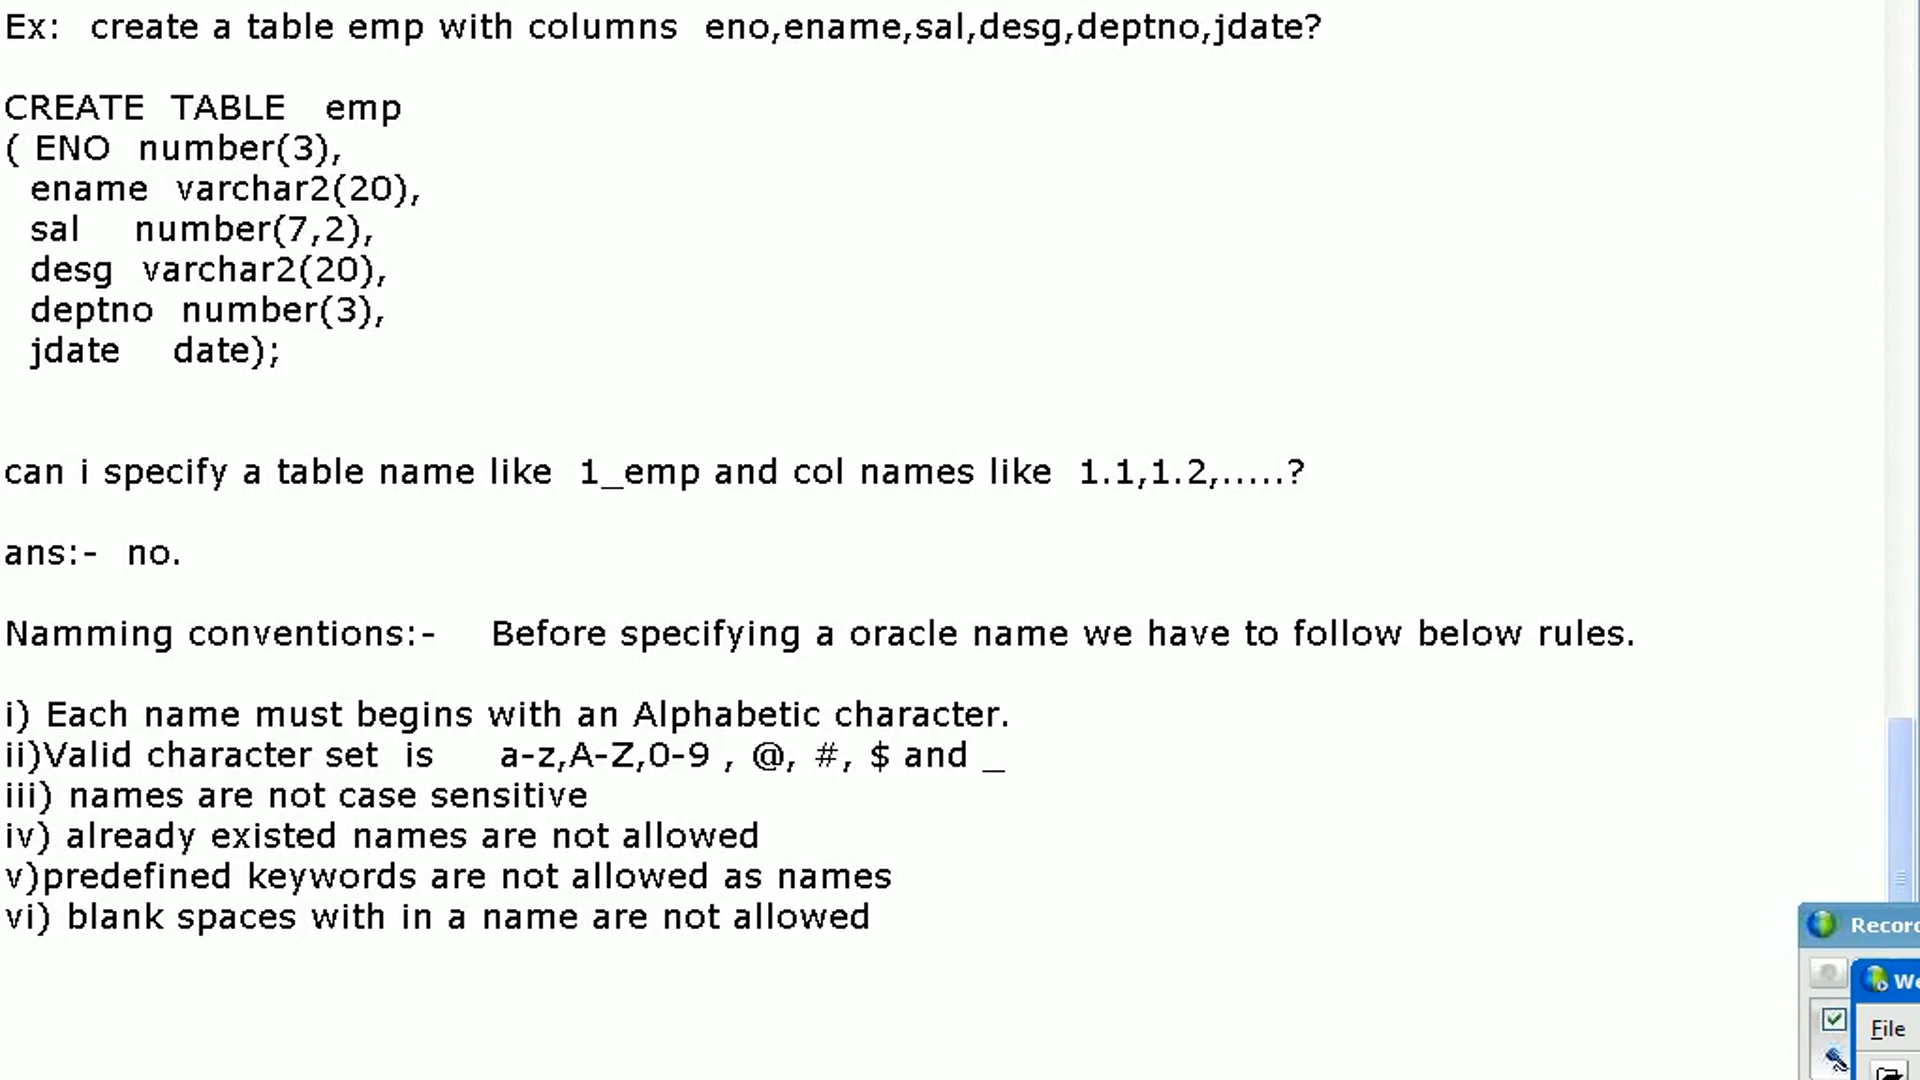 Ex: create a table emp with columns eno,ename,sal,desg,deptno,jdate?
CREATE TABLE emp
( ENO number(3),
ename varchar2(20),
sal number(7,2),
desg varchar2(20),
deptno number(3),
jdate date);
can i specify a table name like 1_emp and col names like 1.1,1.2,.....?
ans:- no.
Namming conventions:- Before specifying a oracle name we have to follow below rules.
i) Each name must begins with an Alphabetic character.
ii)Valid character set is a-z,A-Z,0-9 , @, #, $ and _
iii) names are not case sensitive
iv) already existed names are not allowed
v)predefined keywords are not allowed as names
vi) blank spaces with in a name are not allowed
Recor
We
File